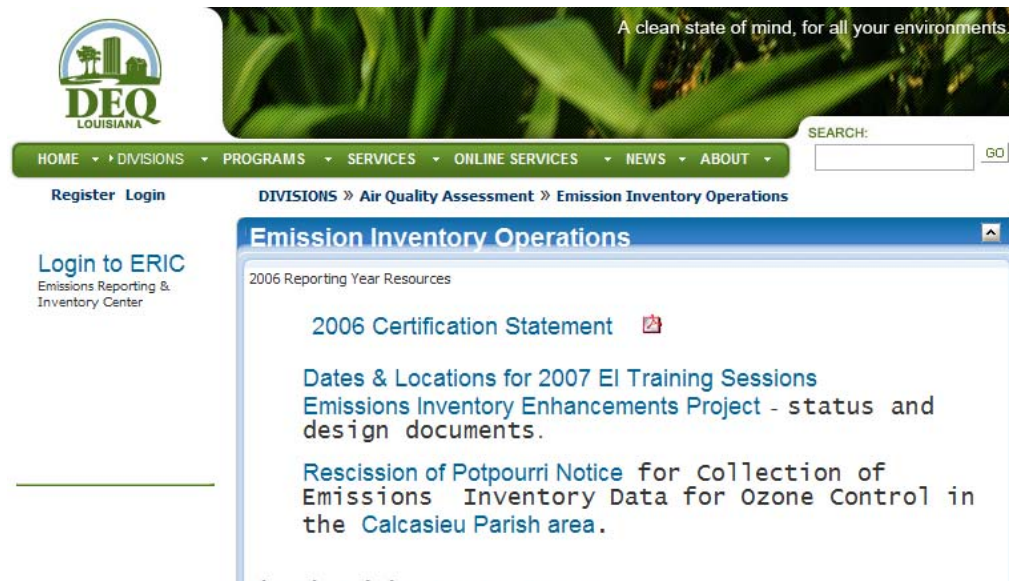 A clean state of mind, for all your environments.
DEQ
LOUISIANA
SEARCH:
HOME DIVISIONS PROGRAMS SERVICES ONLINE SERVICES NEWS ABOUT
GO
Register Login
DIVISIONS » Air Quality Assessment » Emission Inventory Operations
Emission Inventory Operations
Login to ERIC
Emissions Reporting &
Inventory Center
2006 Reporting Year Resources
2006 Certification Statement
Dates & Locations for 2007 EI Training Sessions
Emissions Inventory Enhancements Project - status and
design documents.
Rescission of Potpourri Notice for Collection of
Emissions Inventory Data for Ozone Control in
the Calcasieu Parish area.